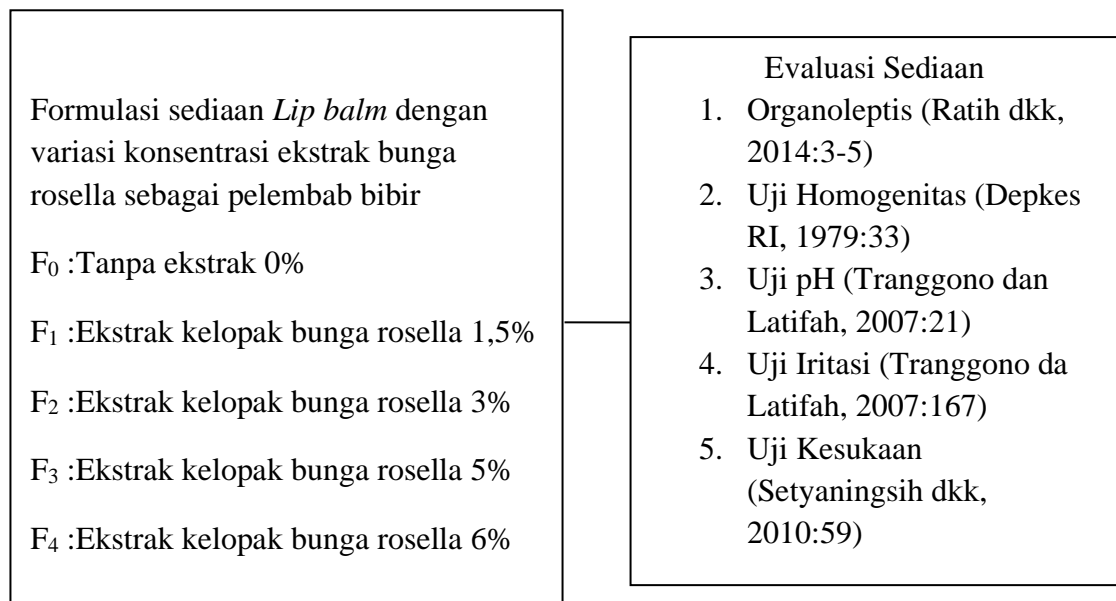 Formulasi sediaan Lip balm dengan
variasi konsentrasi ekstrak bunga
rosella sebagai pelembab bibir
F₀ :Tanpa ekstrak 0%
F₁ :Ekstrak kelopak bunga rosella 1,5%
F₂ :Ekstrak kelopak bunga rosella 3%
F₃ :Ekstrak kelopak bunga rosella 5%
F₄ :Ekstrak kelopak bunga rosella 6%
Evaluasi Sediaan
1. Organoleptis (Ratih dkk,
2014:3-5)
2. Uji Homogenitas (Depkes
RI, 1979:33)
3. Uji pH (Tranggono dan
Latifah, 2007:21)
4. Uji Iritasi (Tranggono da
Latifah, 2007:167)
5. Uji Kesukaan
(Setyaningsih dkk,
2010:59)